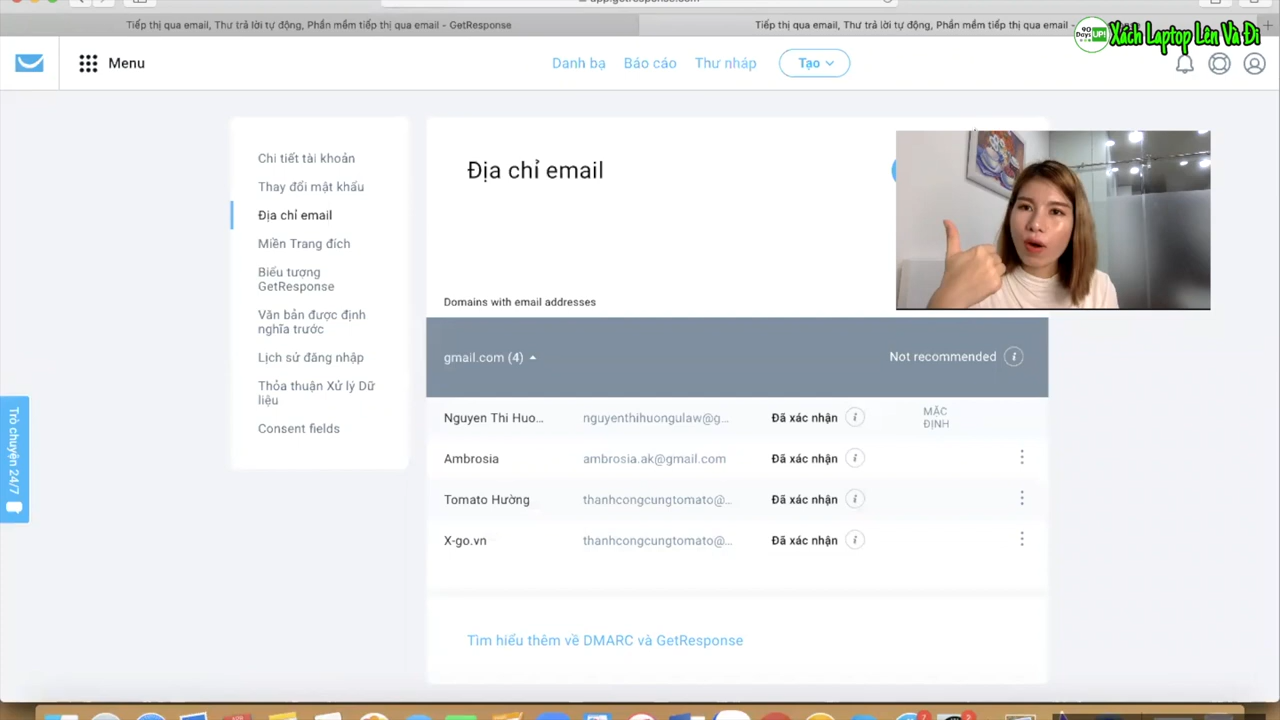 Tiếp thị qua email, Thư trả lời tự động, Phần mềm tiếp thị qua email - GetResponse
Tiếp thị qua email, Thư trả lời tự động, Phần mềm tiếp thị qua email -
90 Days UP!
Xách Laptop Lên Và Đi
Menu
Danh bạ
Báo cáo
Thư nháp
Tạo
Chi tiết tài khoản
Thay đổi mật khẩu
Địa chỉ email
Miền Trang đích
Biểu tượng
GetResponse
Văn bản được định
nghĩa trước
Lịch sử đăng nhập
Thỏa thuận Xử lý Dữ
liệu
Consent fields
Trò chuyện 24/7
Địa chỉ email
Domains with email addresses
gmail.com (4)
Not recommended
Nguyen Thi Huo... nguyenthihuongulaw@g... Đã xác nhận MẶC
ĐỊNH
Ambrosia ambrosia.ak@gmail.com Đã xác nhận
Tomato Hường thanhcongcungtomato@... Đã xác nhận
X-go.vn thanhcongcungtomato@... Đã xác nhận
Tìm hiểu thêm về DMARC và GetResponse